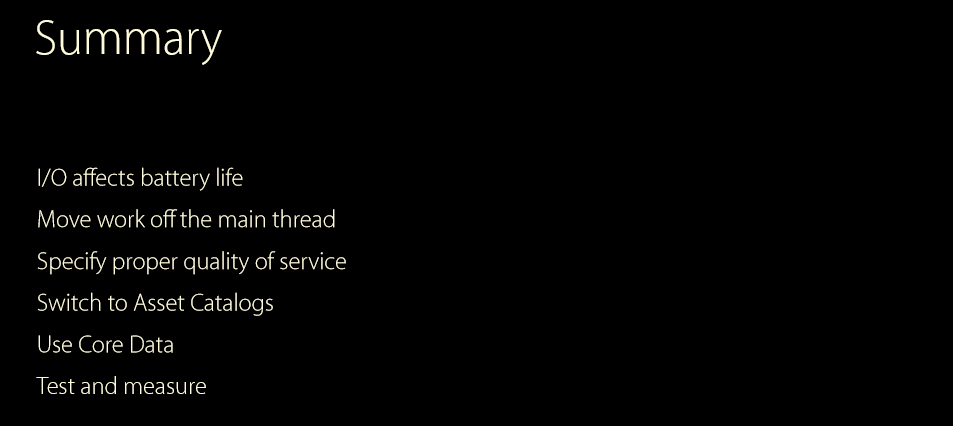 Summary
I/O affects battery life
Move work off the main thread
Specify proper quality of service
Switch to Asset Catalogs
Use Core Data
Test and measure